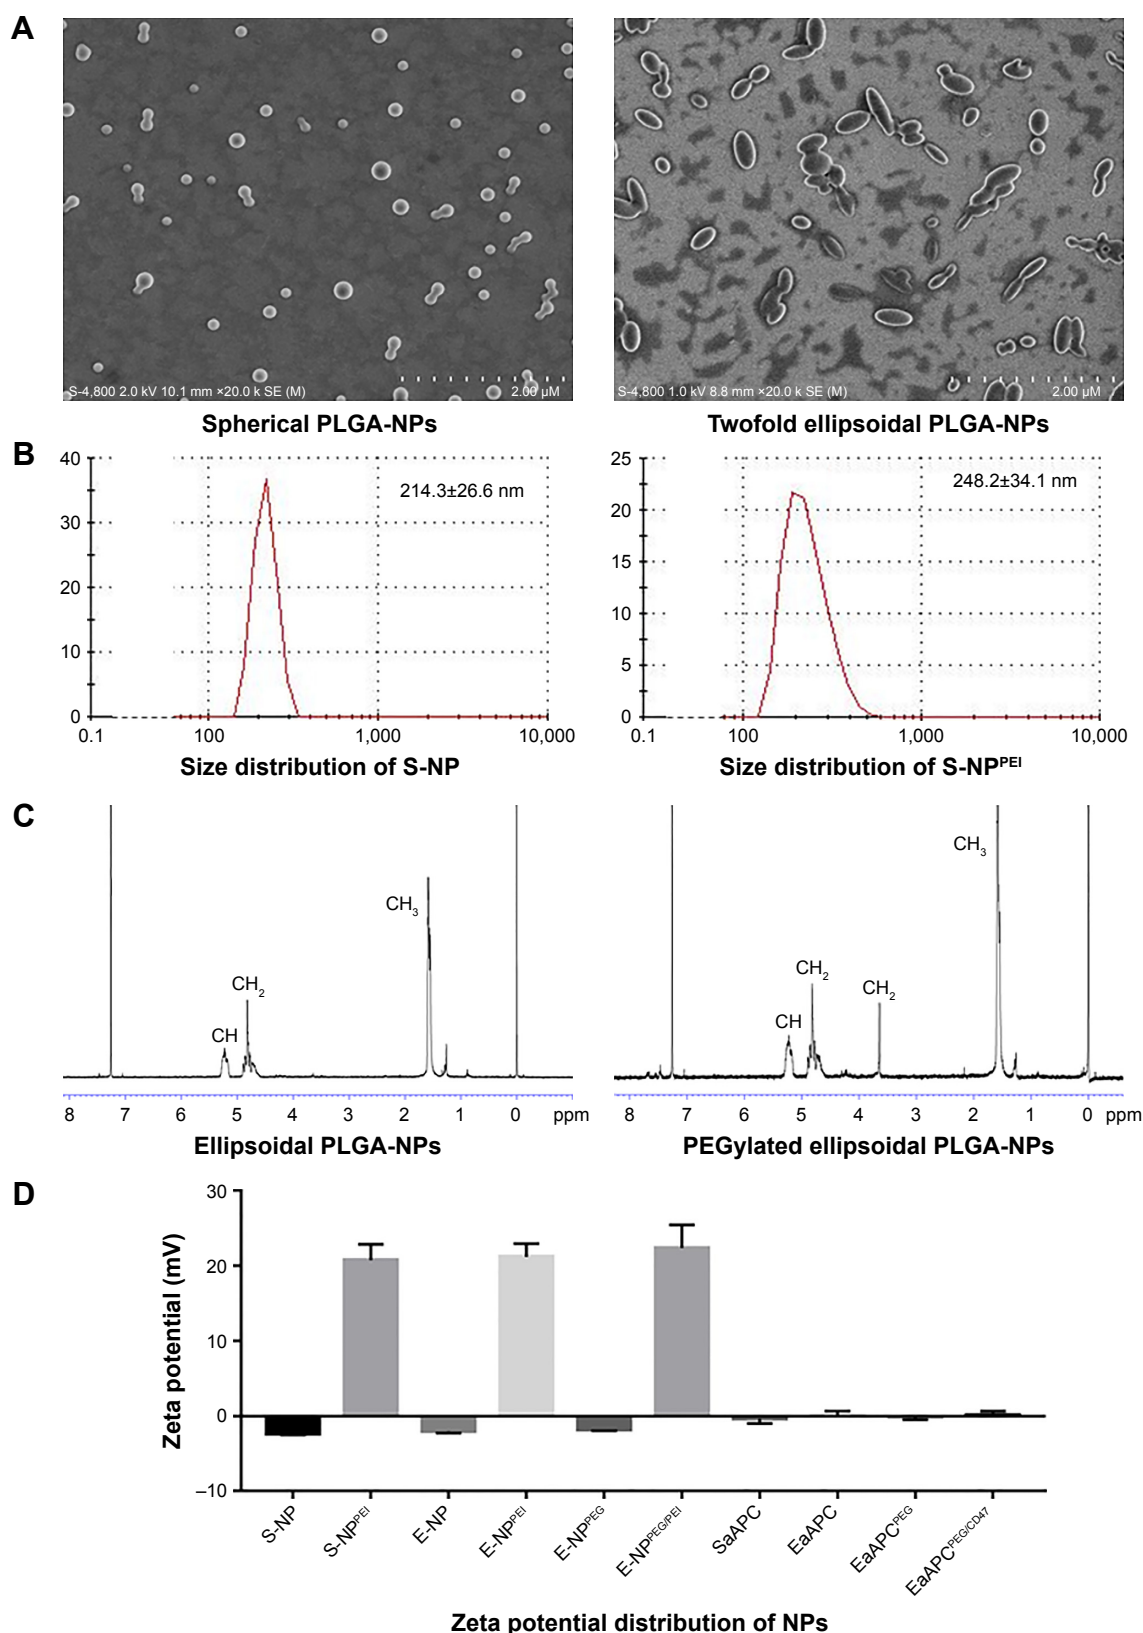 A
S-4,800 2.0 kV 10.1 mm ×20.0 k SE (M) 2.00 μM
S-4,800 1.0 kV 8.8 mm ×20.0 k SE (M) 2.00 μM
Spherical PLGA-NPs
Twofold ellipsoidal PLGA-NPs
B
40
30
20
10
0
214.3±26.6 nm
0.1 100 1,000 10,000
Size distribution of S-NP
25
20
15
10
5
0
248.2±34.1 nm
0.1 100 1,000 10,000
Size distribution of S-NPPEI
C
CH3
CH2
CH
8 7 6 5 4 3 2 1 0 ppm
Ellipsoidal PLGA-NPs
CH3
CH2
CH2
CH
8 7 6 5 4 3 2 1 0 ppm
PEGylated ellipsoidal PLGA-NPs
D
Zeta potential (mV)
30
20
10
0
–10
S-NP
S-NPPEI
E-NP
E-NPPEI
E-NPPEG
E-NPPEG/PEI
SaAPC
EaAPC
EaAPCPEG
EaAPCPEG/CD47
Zeta potential distribution of NPs